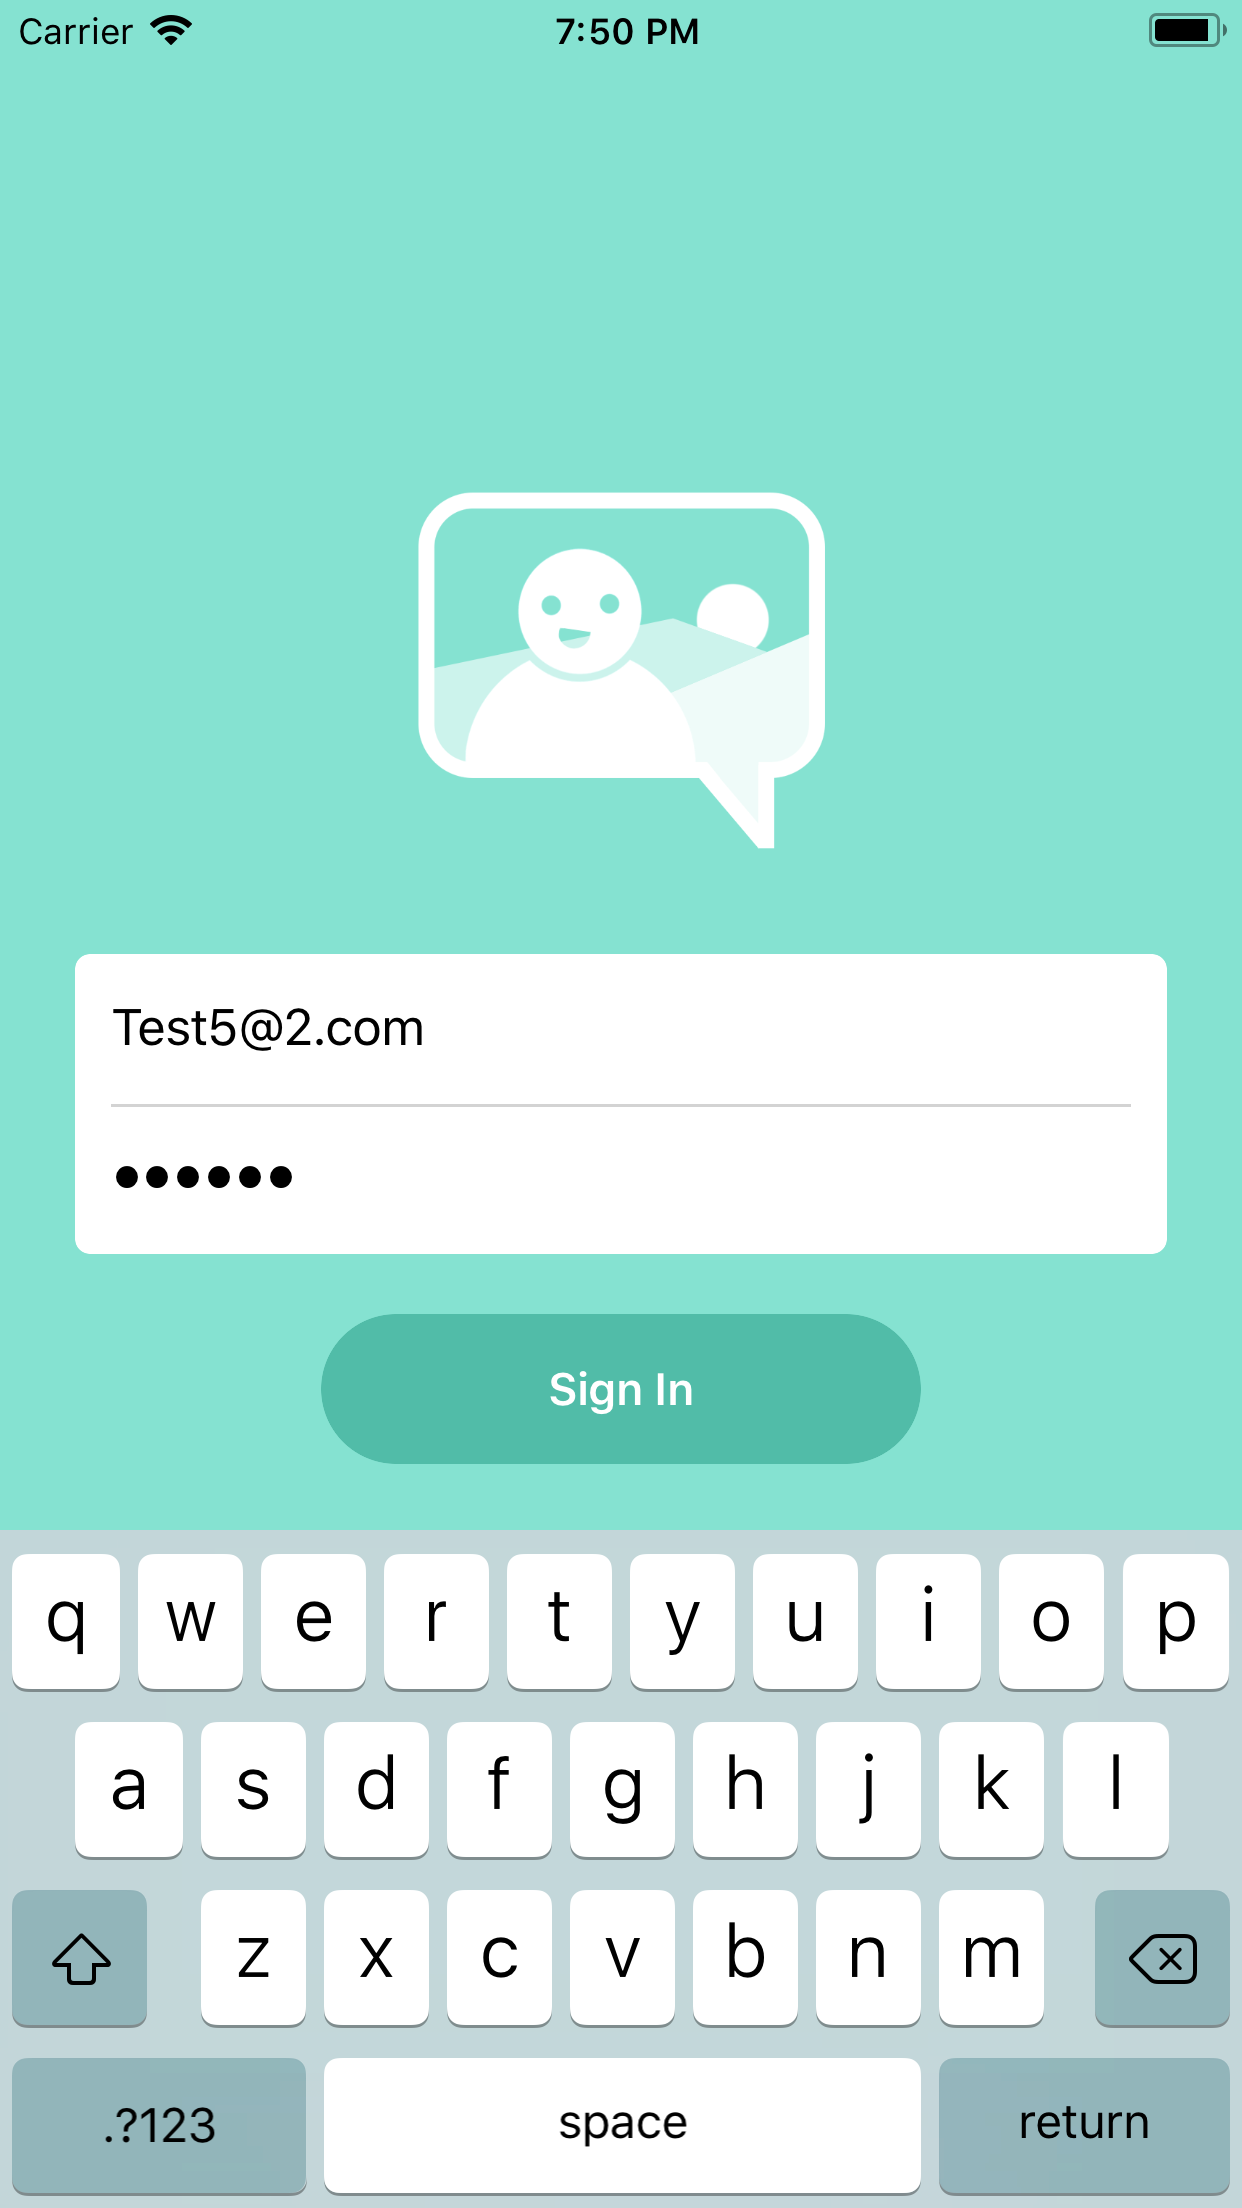 Carrier 7:50 PM
Test5@2.com
••••••
Sign In
q w e r t y u i o p
a s d f g h j k l
z x c v b n m
.?123 space return